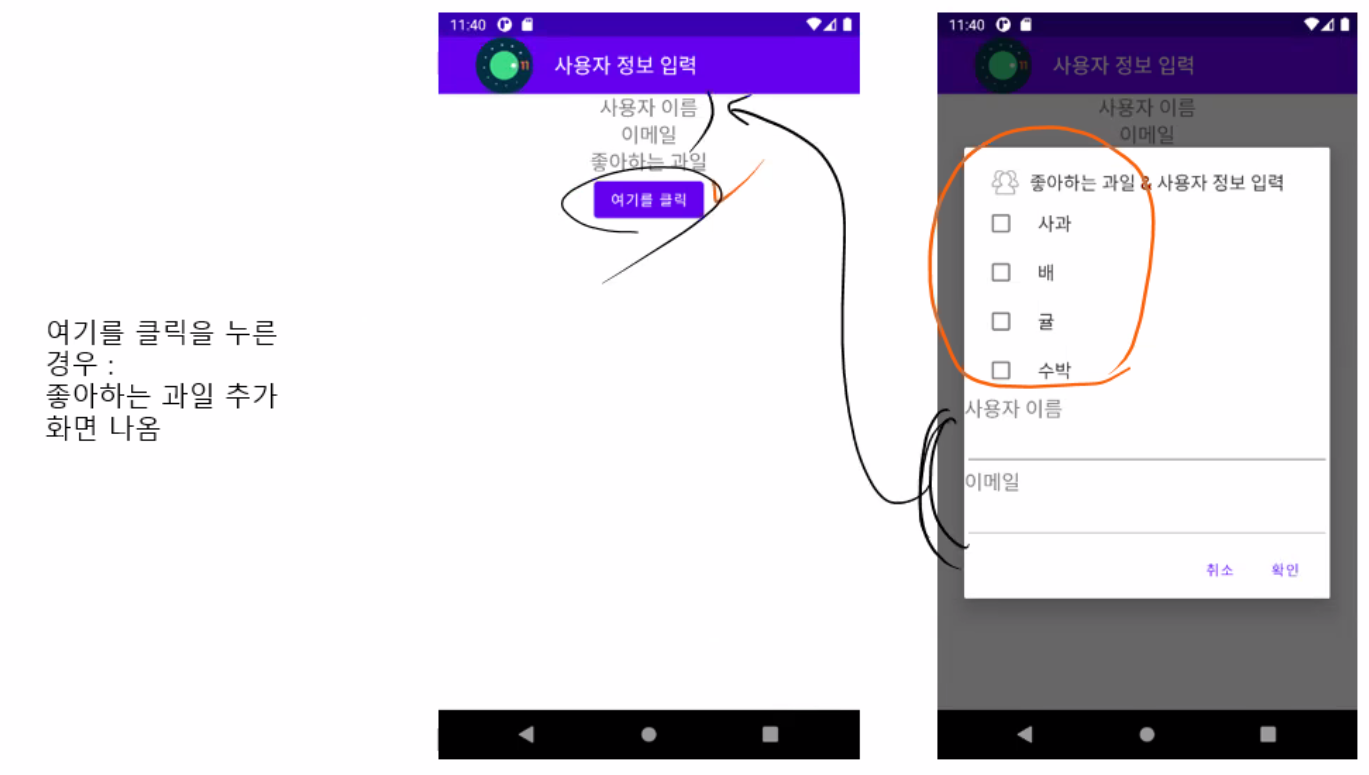 여기를 클릭을 누른
경우 :
좋아하는 과일 추가
화면 나옴
11:40
사용자 정보 입력
사용자 이름
이메일
좋아하는 과일
여기를 클릭
11:40
사용자 정보 입력
사용자 이름
이메일
좋아하는 과일 & 사용자 정보 입력
사과
배
귤
수박
사용자 이름
이메일
취소 확인